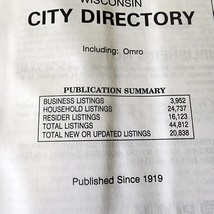 WISCONSIN
CITY DIRECTORY
Including: Omro
PUBLICATION SUMMARY
BUSINESS LISTINGS 3,952
HOUSEHOLD LISTINGS 24,737
RESIDER LISTINGS 16,123
TOTAL LISTINGS 44,812
TOTAL NEW OR UPDATED LISTINGS 20,838
Published Since 1919